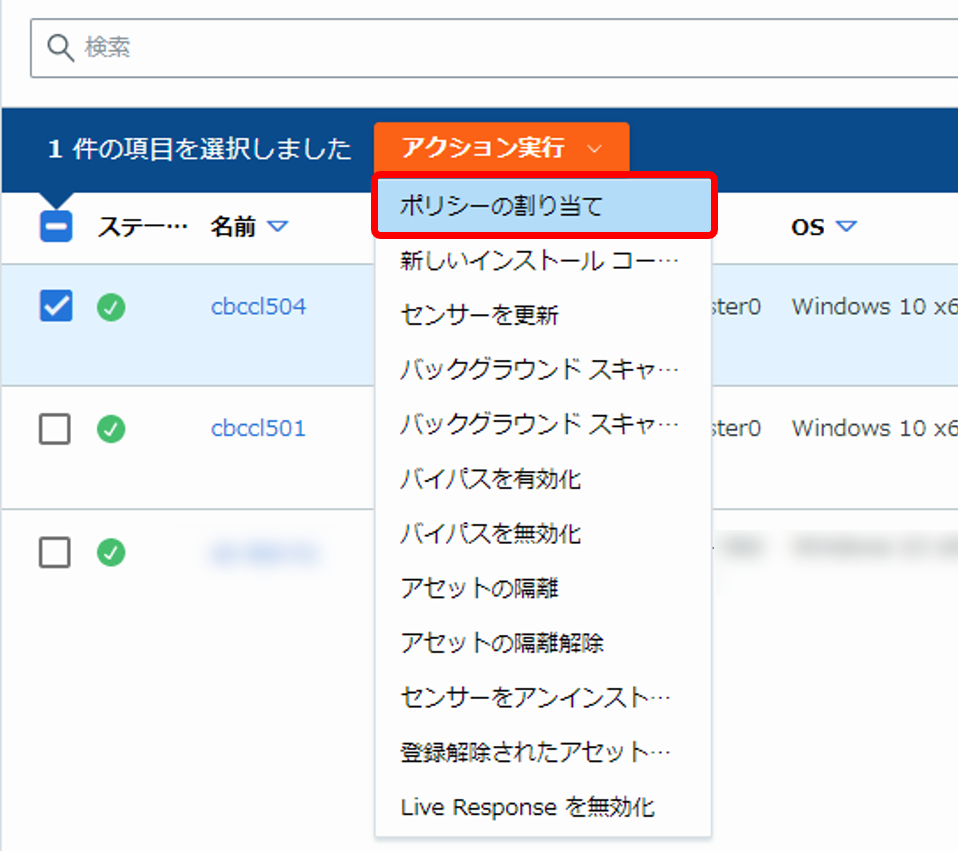 検索
1 件の項目を選択しました
アクション実行
ステー…
名前
OS
ポリシーの割り当て
新しいインストール コー…
センサーを更新
バックグラウンド スキャ…
バックグラウンド スキャ…
バイパスを有効化
バイパスを無効化
アセットの隔離
アセットの隔離解除
センサーをアンインスト…
登録解除されたアセット…
Live Response を無効化
cbccl504
ster0
Windows 10 x6
cbccl501
ster0
Windows 10 x6